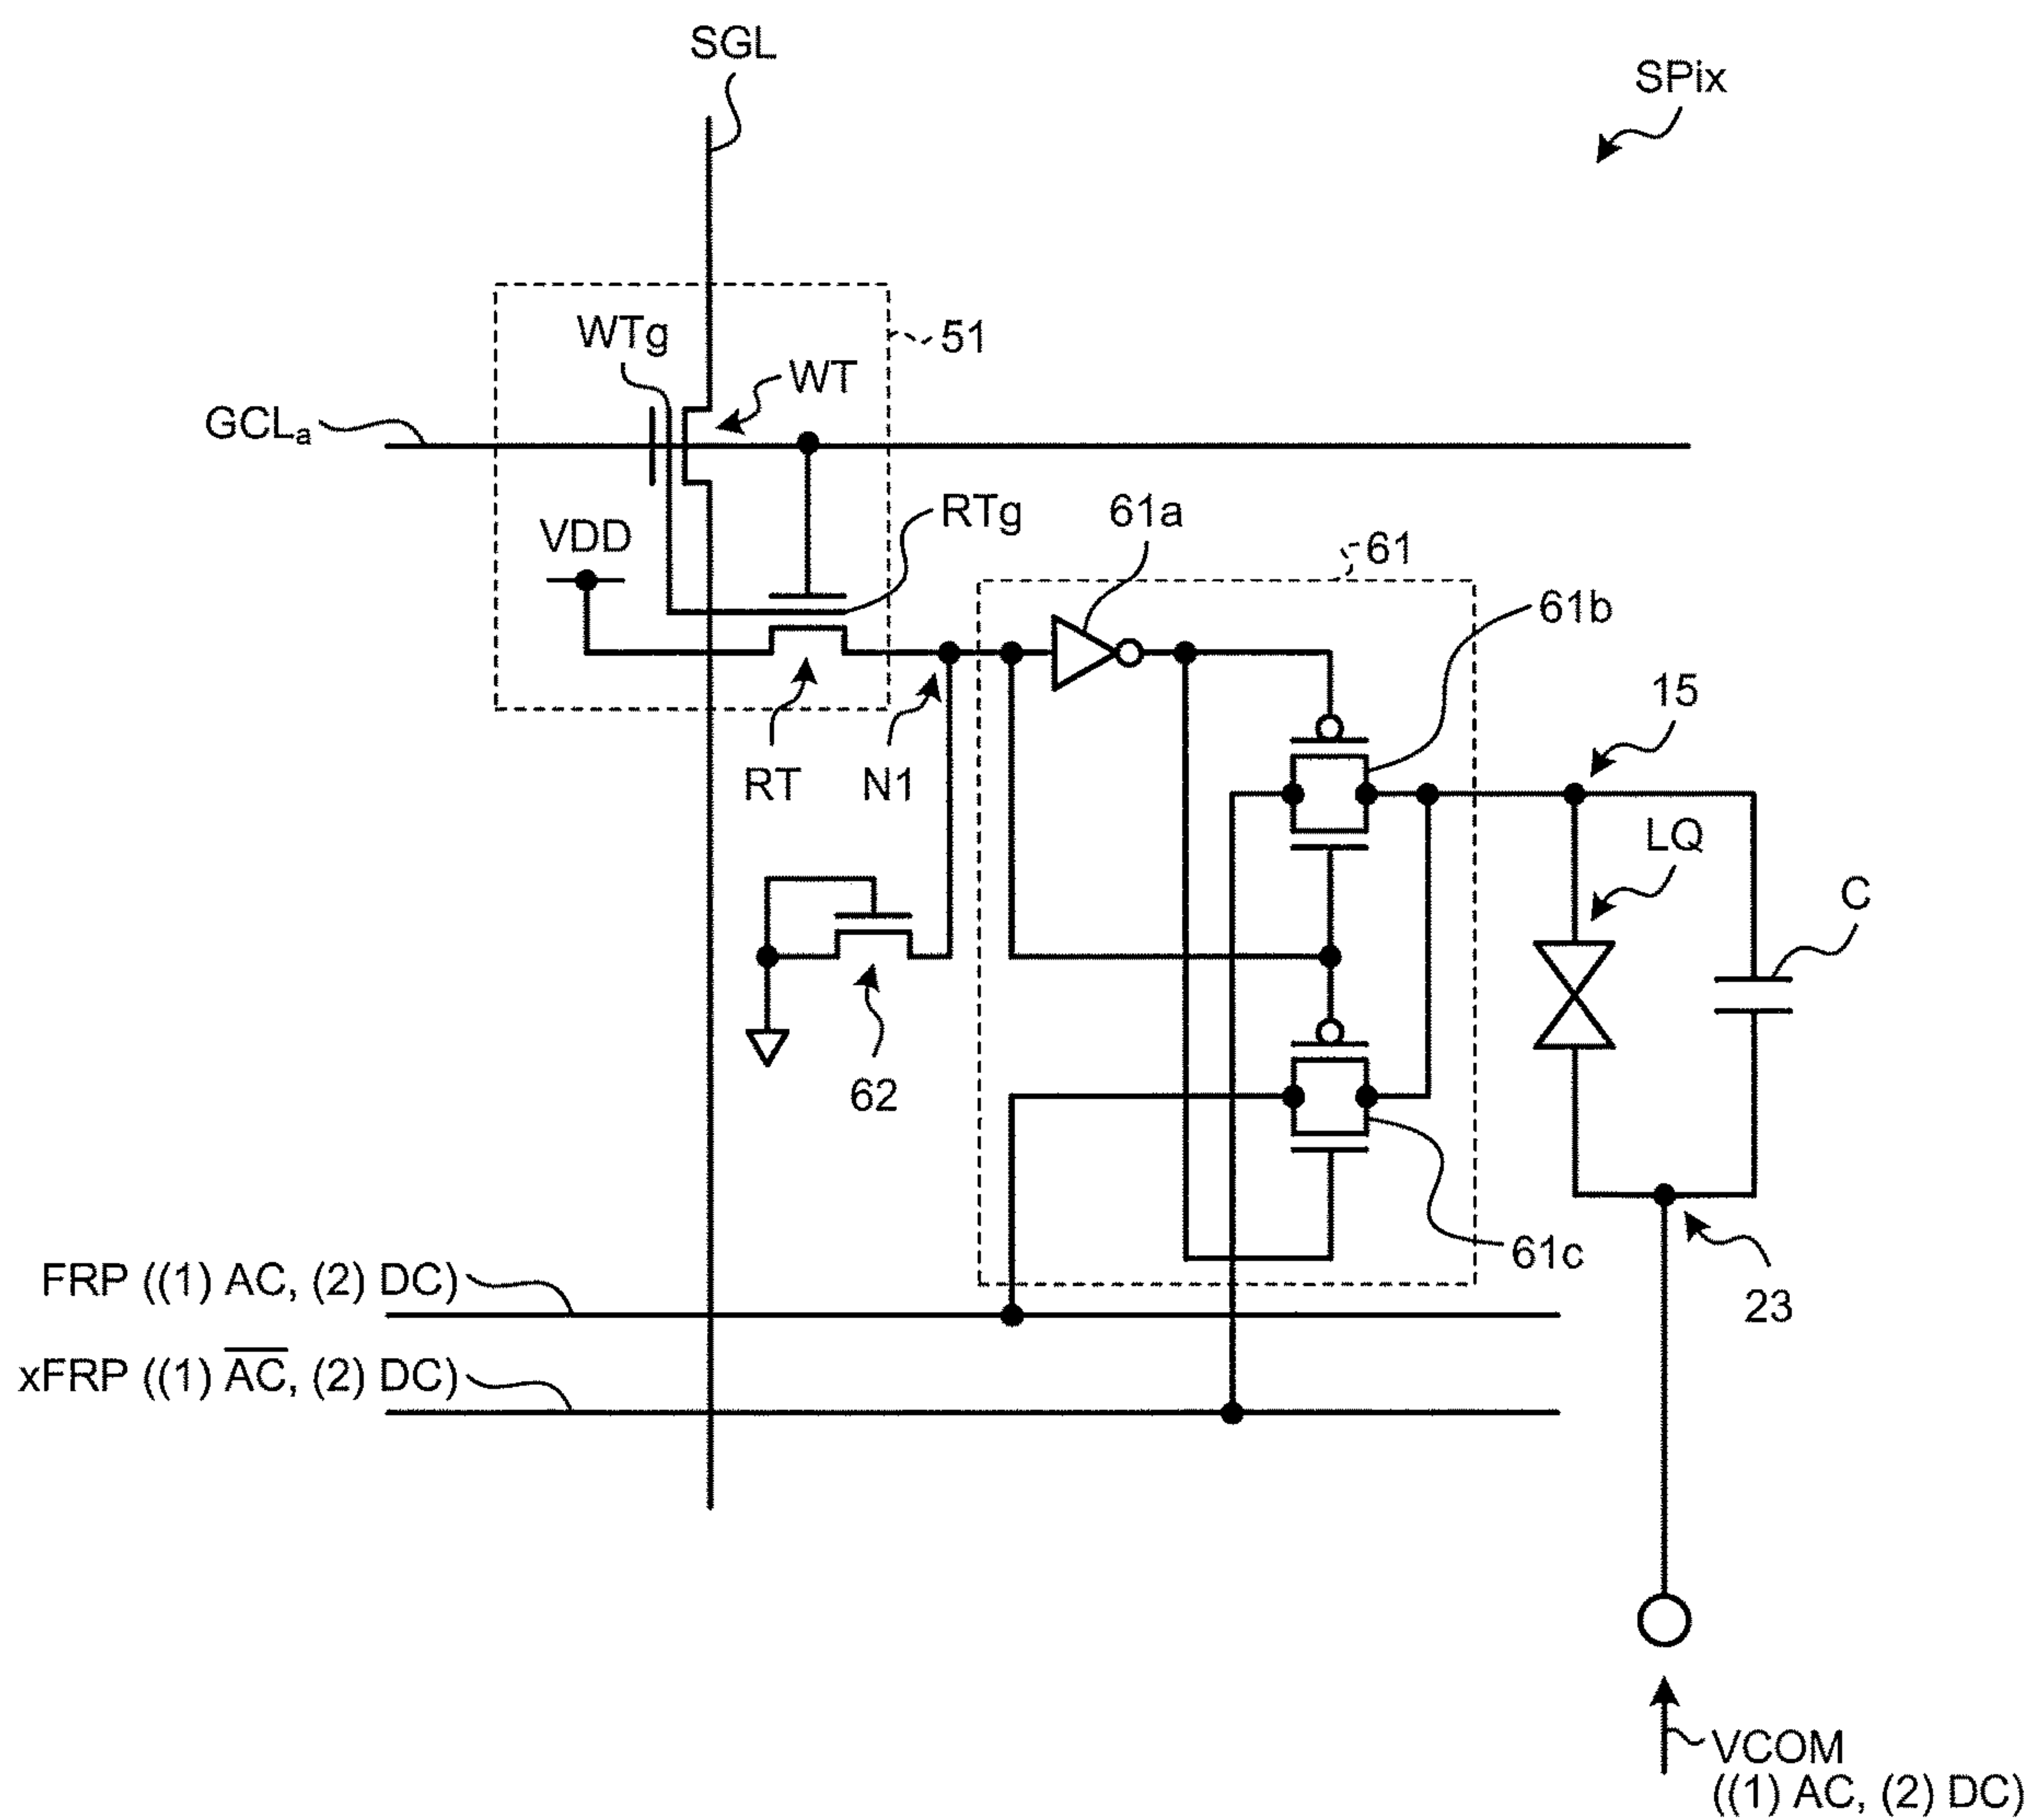 SGL
SPix
WTg
51
WT
GCLa
RTg
61a
VDD
61
61b
15
RT
N1
LQ
C
62
61c
FRP ((1) AC, (2) DC)
23
xFRP ((1) A̅C̅, (2) DC)
VCOM
((1) AC, (2) DC)